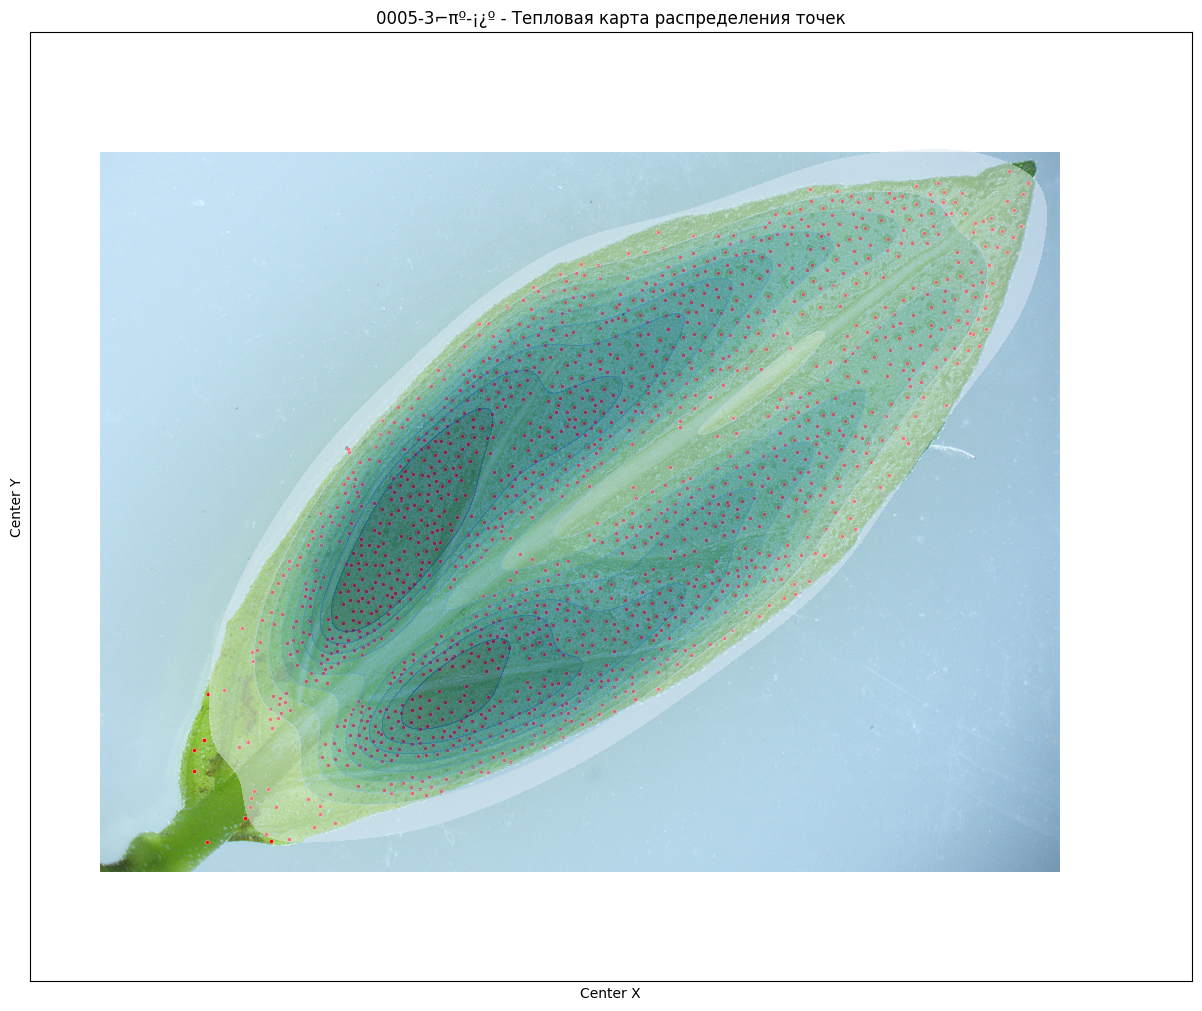 0005-3⌐πº-¡¿º - Тепловая карта распределения точек
Center Y
Center X